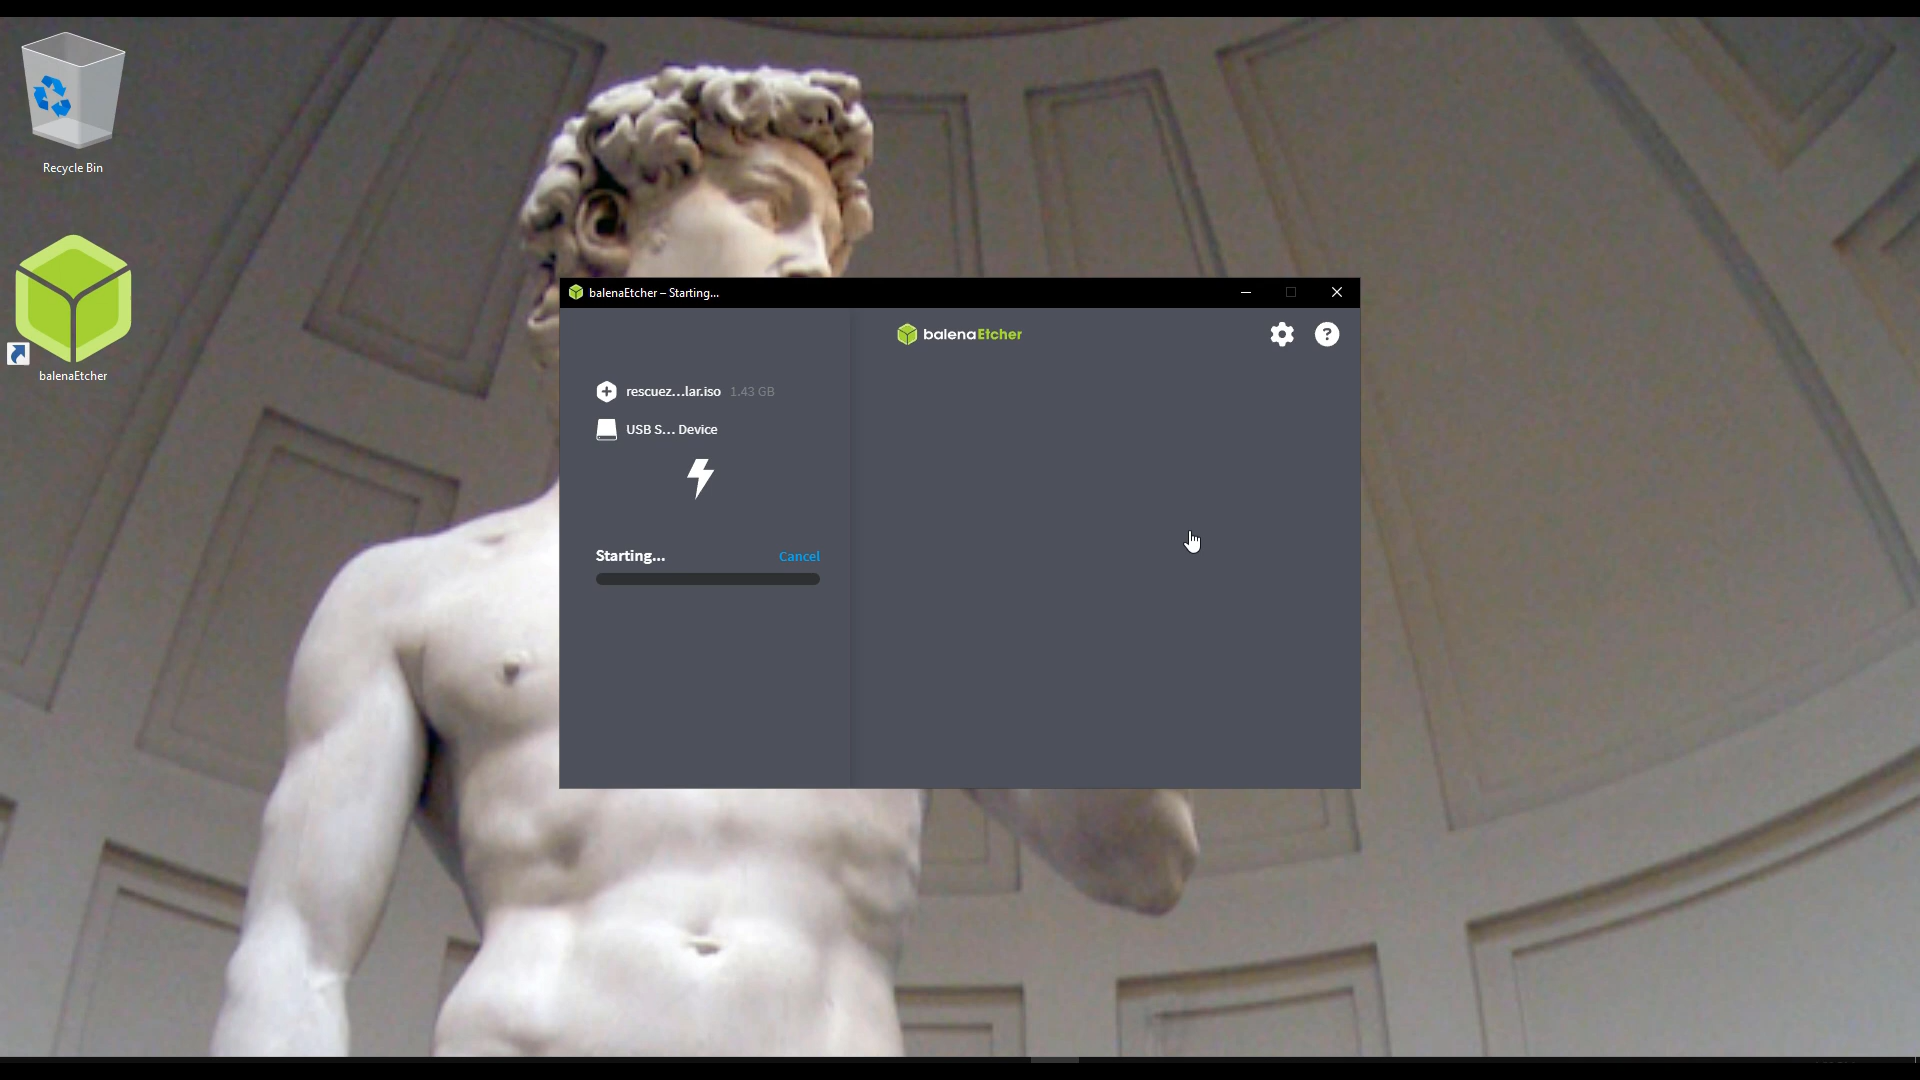 Recycle Bin
balenaEtcher
balenaEtcher – Starting...
balenaEtcher
rescuez...lar.iso 1.43 GB
USB S... Device
Starting...
Cancel